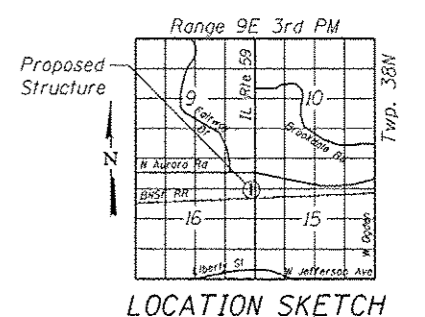 Range 9E 3rd PM
Proposed
Structure
Twp. 38N
IL Rte 59
9
10
Fairway
Dr
Brookdale Rd
N
N Aurora Rd
BNSF RR
1
16
15
W Ogden
Liberty St
W Jefferson Ave
LOCATION SKETCH